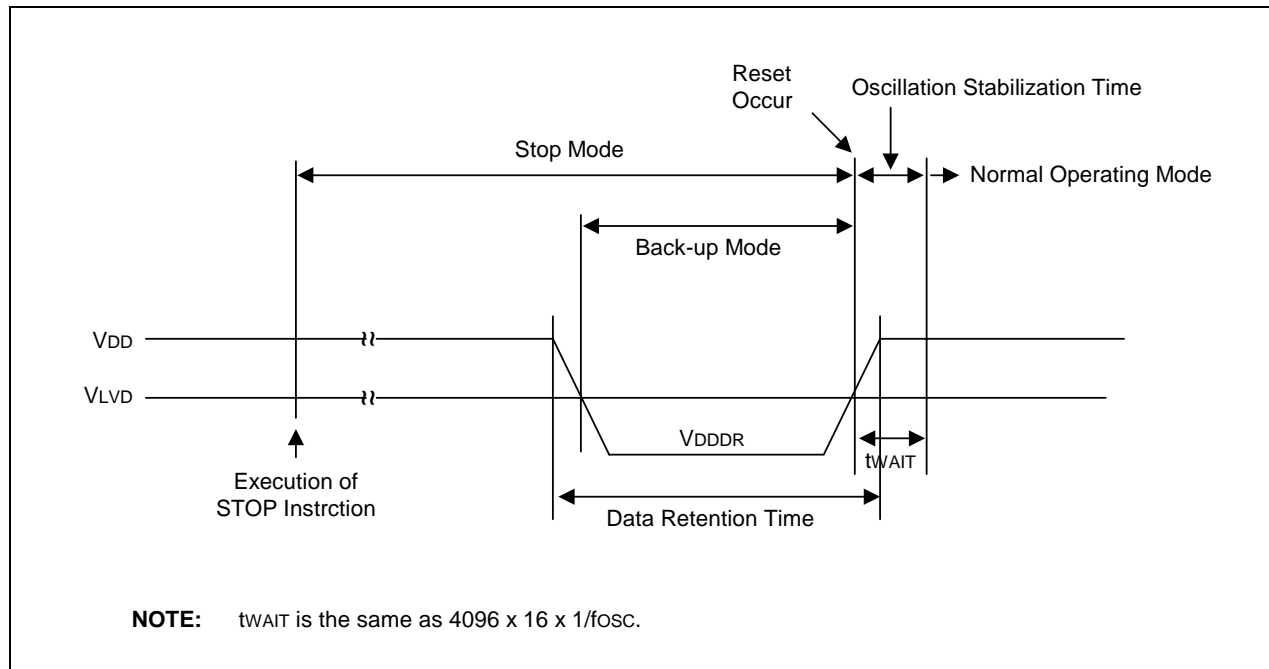 Reset
Occur
Oscillation Stabilization Time
Stop Mode
Normal Operating Mode
Back-up Mode
VDD
VLVD
VDDDR
tWAIT
Execution of
STOP Instrction
Data Retention Time
NOTE: tWAIT is the same as 4096 x 16 x 1/fOSC.